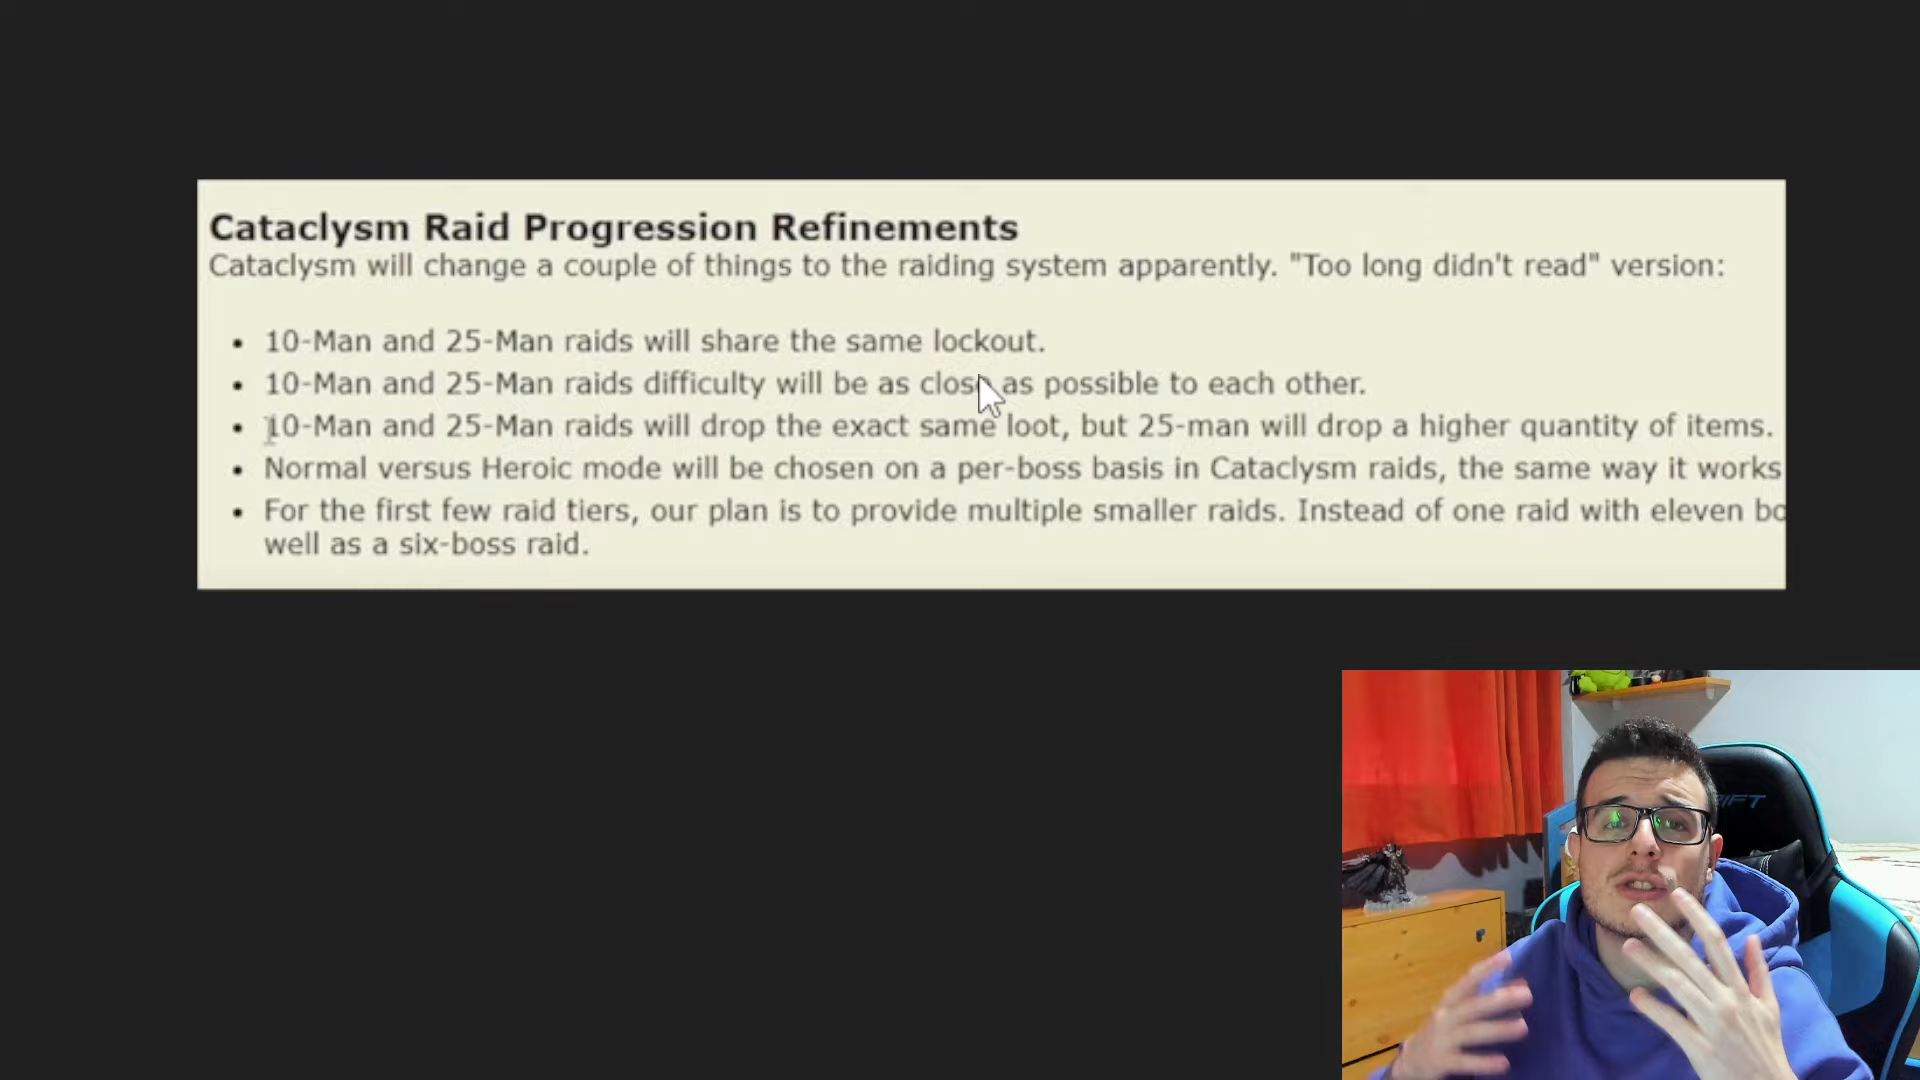 Cataclysm Raid Progression Refinements
Cataclysm will change a couple of things to the raiding system apparently. "Too long didn't read" version:
• 10-Man and 25-Man raids will share the same lockout.
• 10-Man and 25-Man raids difficulty will be as close as possible to each other.
• 10-Man and 25-Man raids will drop the exact same loot, but 25-man will drop a higher quantity of items.
• Normal versus Heroic mode will be chosen on a per-boss basis in Cataclysm raids, the same way it works
• For the first few raid tiers, our plan is to provide multiple smaller raids. Instead of one raid with eleven
well as a six-boss raid.